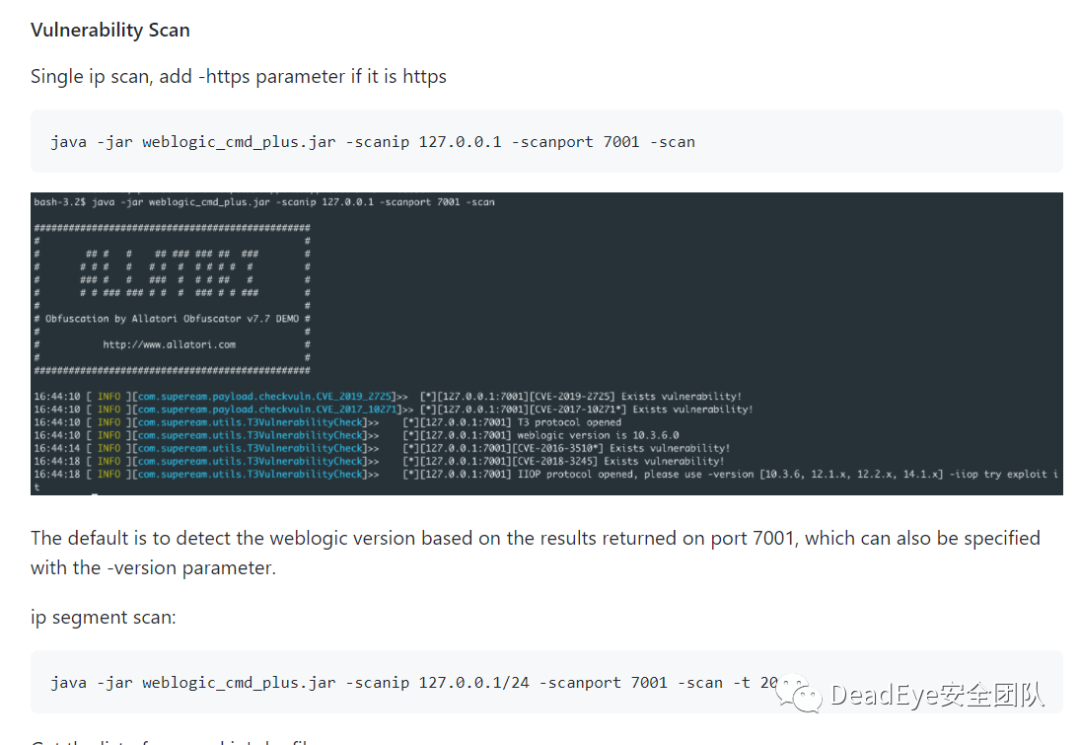 Vulnerability Scan
Single ip scan, add -https parameter if it is https
java -jar weblogic_cmd_plus.jar -scanip 127.0.0.1 -scanport 7001 -scan
bash-3.2$ java -jar weblogic_cmd_plus.jar -scanip 127.0.0.1 -scanport 7001 -scan
################################################
# #
# ## # # ## ### ### ## ### #
# # # # # # # # # # # # # #
# ### # # ### # # # ## # #
# # # ### ### # # # ### # # ### #
# #
# Obfuscation by Allatori Obfuscator v7.7 DEMO #
# #
# http://www.allatori.com #
# #
################################################
16:44:10 [ INFO ][com.supeream.payload.checkvuln.CVE_2019_2725]>> [*][127.0.0.1:7001][CVE-2019-2725] Exists vulnerability!
16:44:10 [ INFO ][com.supeream.payload.checkvuln.CVE_2017_10271]>> [*][127.0.0.1:7001][CVE-2017-10271*] Exists vulnerability!
16:44:10 [ INFO ][com.supeream.utils.T3VulnerabilityCheck]>> [*][127.0.0.1:7001] T3 protocol opened
16:44:10 [ INFO ][com.supeream.utils.T3VulnerabilityCheck]>> [*][127.0.0.1:7001] weblogic version is 10.3.6.0
16:44:14 [ INFO ][com.supeream.utils.T3VulnerabilityCheck]>> [*][127.0.0.1:7001][CVE-2016-3510*] Exists vulnerability!
16:44:18 [ INFO ][com.supeream.utils.T3VulnerabilityCheck]>> [*][127.0.0.1:7001][CVE-2018-3245] Exists vulnerability!
16:44:18 [ INFO ][com.supeream.utils.T3VulnerabilityCheck]>> [*][127.0.0.1:7001] IIOP protocol opened, please use -version [10.3.6, 12.1.x, 12.2.x, 14.1.x] -iiop try exploit i
t
The default is to detect the weblogic version based on the results returned on port 7001, which can also be specified
with the -version parameter.
ip segment scan:
java -jar weblogic_cmd_plus.jar -scanip 127.0.0.1/24 -scanport 7001 -scan -t 20
DeadEye安全团队